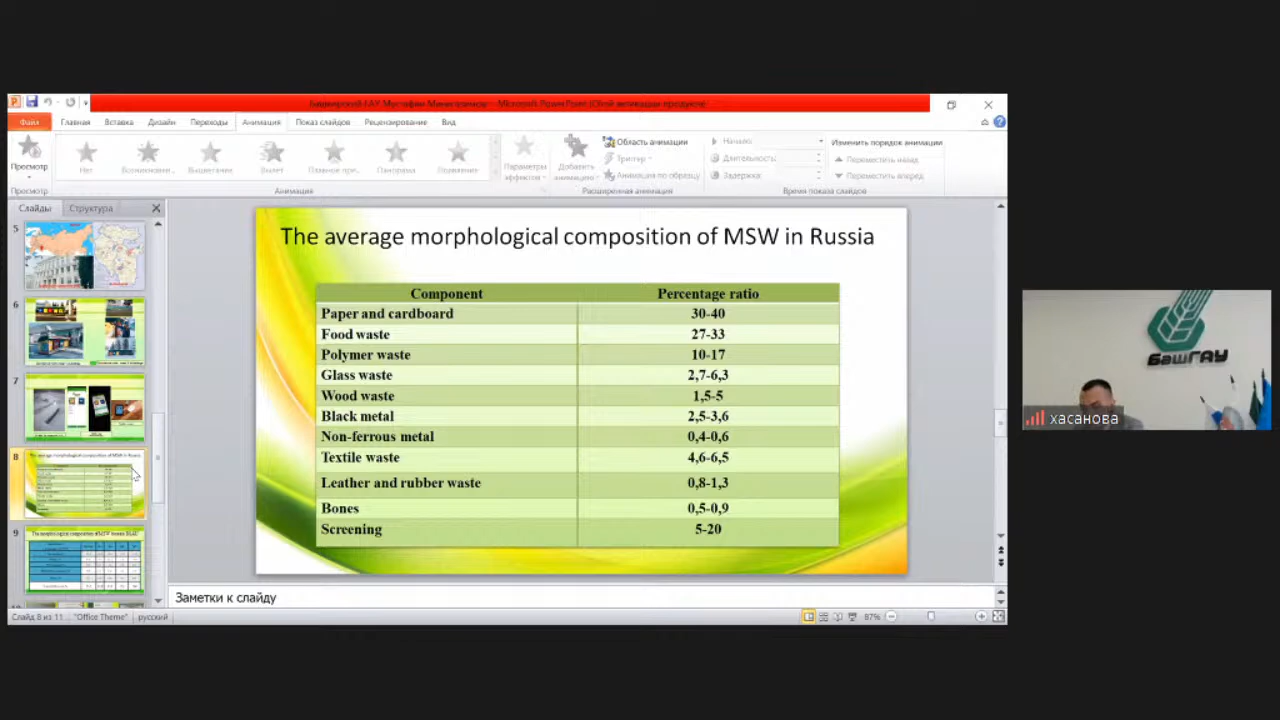 Файл
Главная
Вставка
Дизайн
Переходы
Анимация
Показ слайдов
Рецензирование
Вид
Просмотр
Нет
Вылет
Панорама
Параметры
эффектов
Добавить
анимацию
Область анимации
Триггер
Анимация по образцу
Начало:
Длительность:
Задержка:
Изменить порядок анимации
Переместить назад
Переместить вперед
Просмотр
Анимация
Расширенная анимация
Время показа слайдов
Слайды
Структура
5
6
7
8
9
The average morphological composition of MSW in Russia
Component Percentage ratio
Paper and cardboard 30-40
Food waste 27-33
Polymer waste 10-17
Glass waste 2,7-6,3
Wood waste 1,5-5
Black metal 2,5-3,6
Non-ferrous metal 0,4-0,6
Textile waste 4,6-6,5
Leather and rubber waste 0,8-1,3
Bones 0,5-0,9
Screening 5-20
Заметки к слайду
Слайд 8 из 11
"Office Theme"
русский
87%
БашГАУ
хасанова